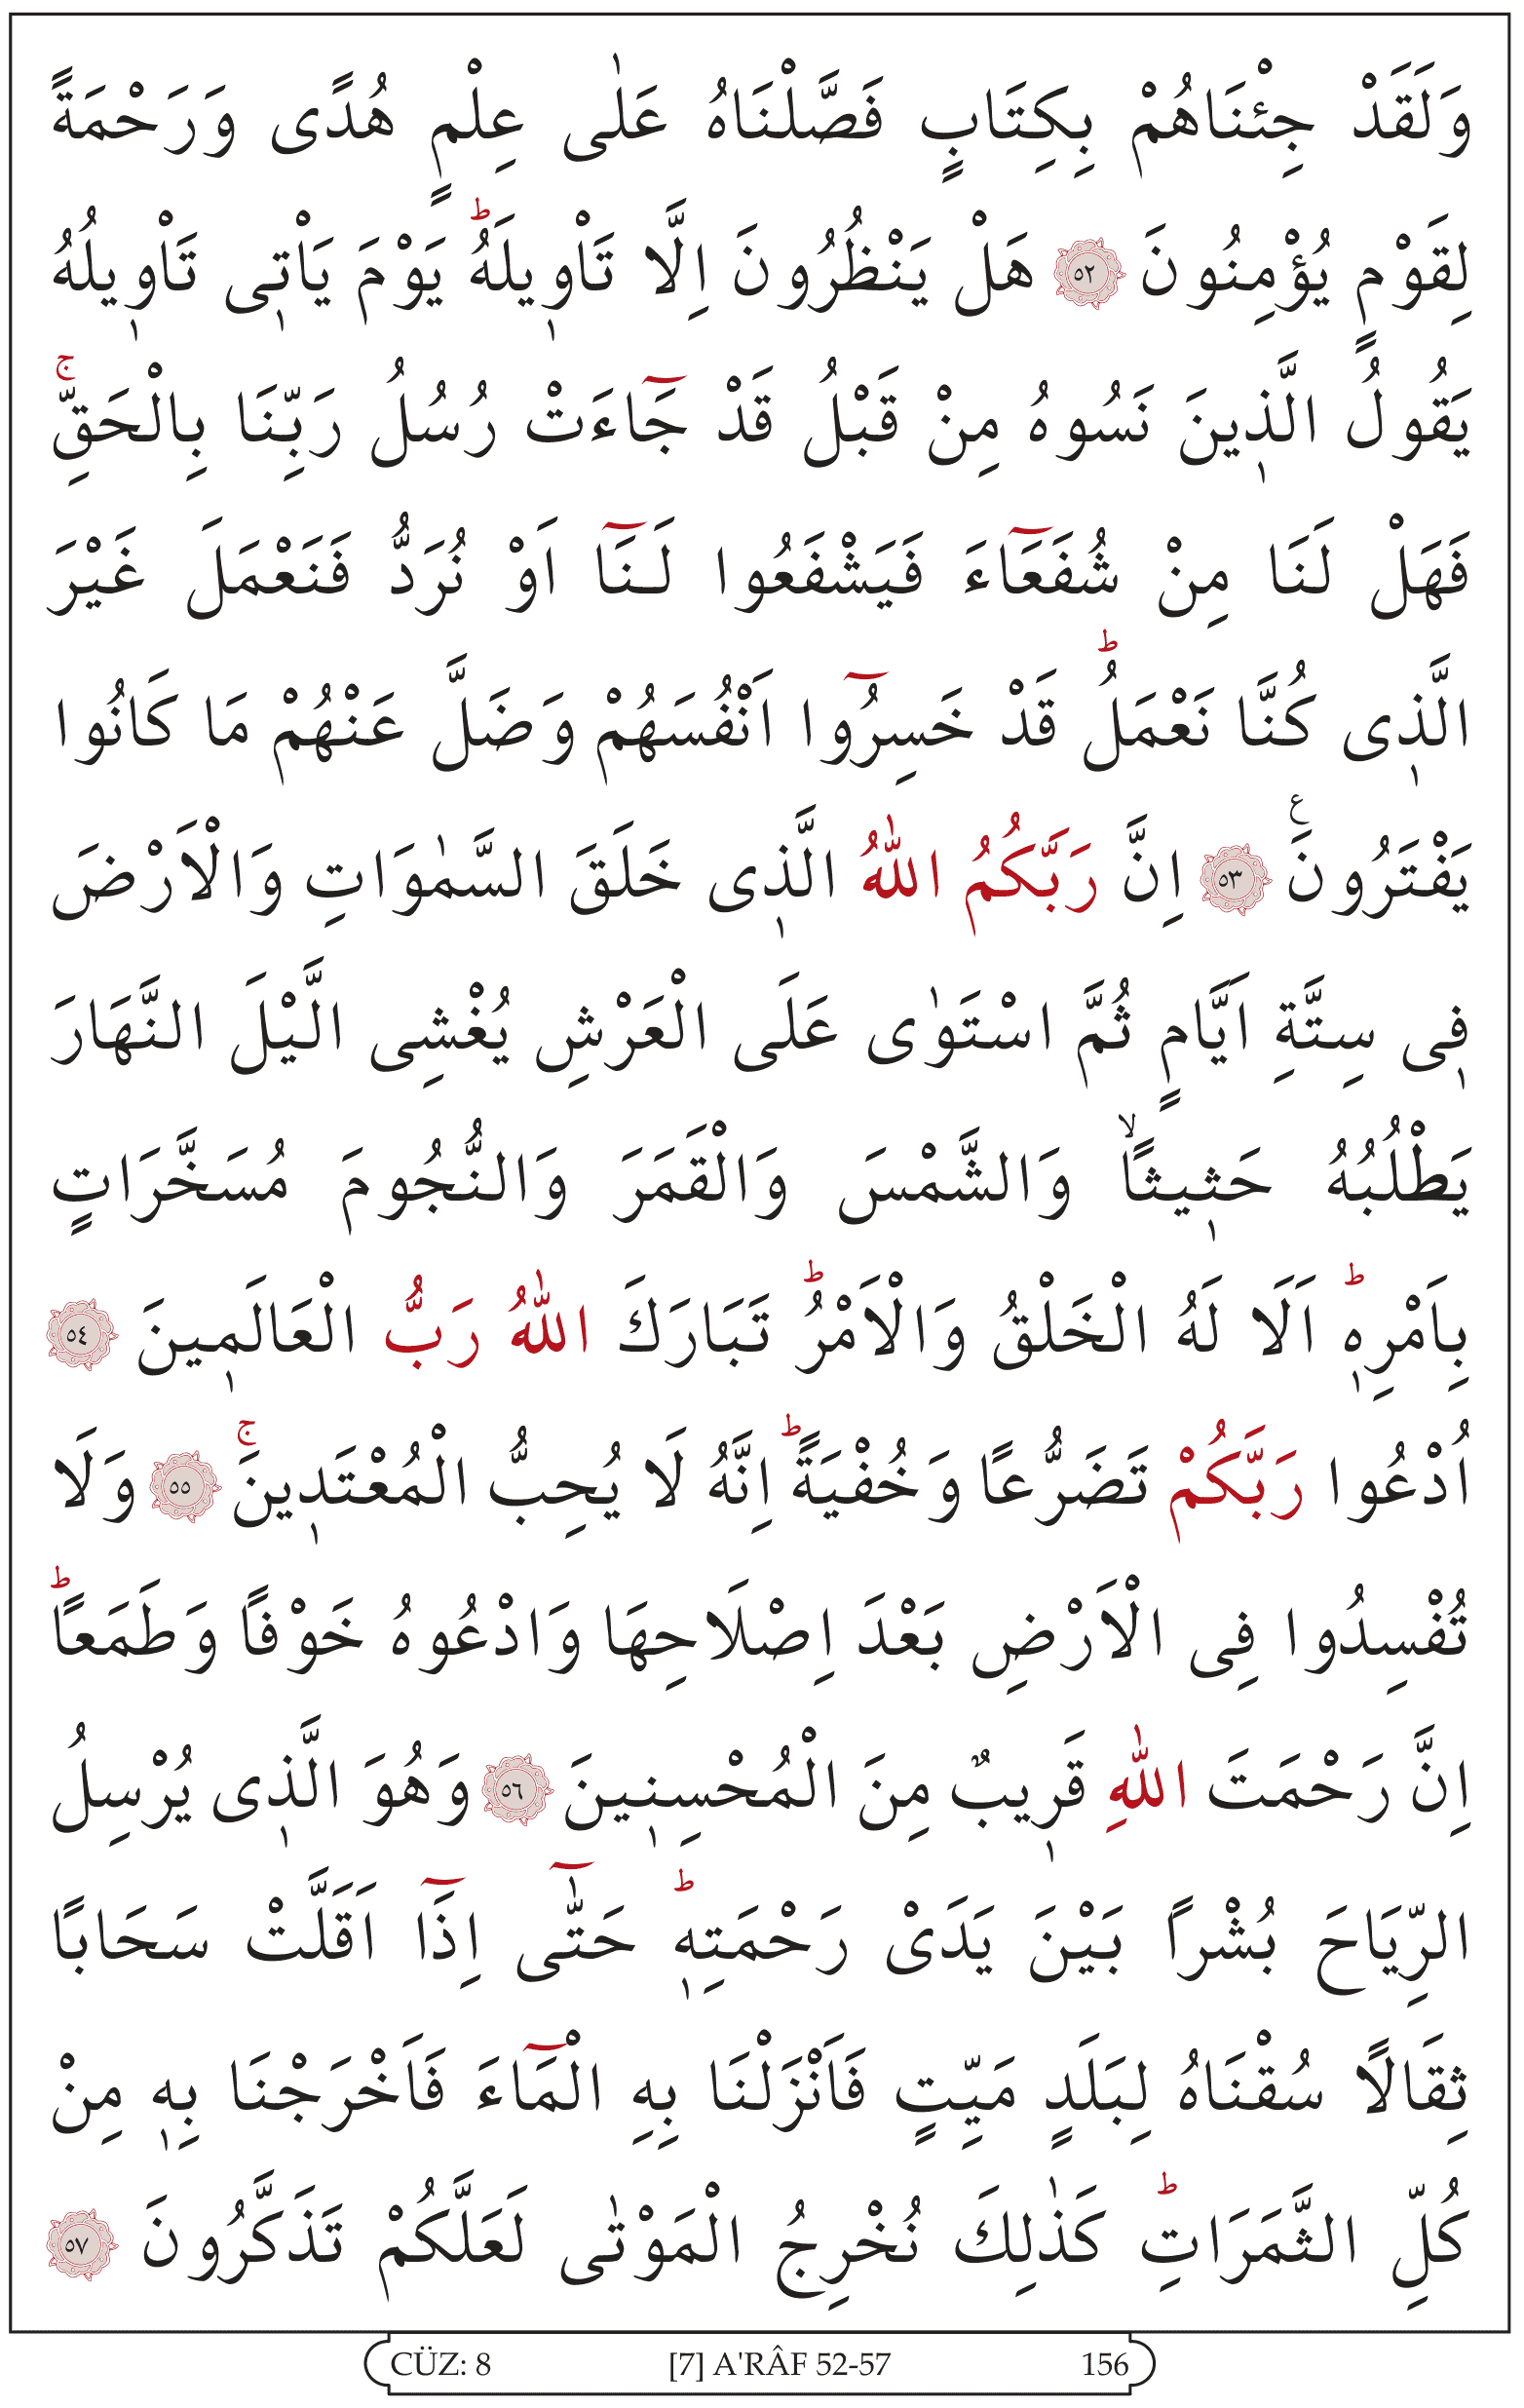 وَلَقَدْ جِئْنَاهُمْ بِكِتَابٍ فَصَّلْنَاهُ عَلٰى عِلْمٍ هُدًى وَرَحْمَةً
لِقَوْمٍ يُؤْمِنُونَ ﴿٥٢﴾ هَلْ يَنْظُرُونَ اِلَّا تَاْوٖيلَهُؕ يَوْمَ يَاْتٖى تَاْوٖيلُهُ
يَقُولُ الَّذٖينَ نَسُوهُ مِنْ قَبْلُ قَدْ جَٓاءَتْ رُسُلُ رَبِّنَا بِالْحَقِّۚ
فَهَلْ لَنَا مِنْ شُفَعَٓاءَ فَيَشْفَعُوا لَـنَٓا اَوْ نُرَدُّ فَنَعْمَلَ غَيْرَ
الَّذٖى كُنَّا نَعْمَلُؕ قَدْ خَسِرُٓوا اَنْفُسَهُمْ وَضَلَّ عَنْهُمْ مَا كَانُوا
يَفْتَرُونَࣖ ﴿٥٣﴾ اِنَّ رَبَّكُمُ اللّٰهُ الَّذٖى خَلَقَ السَّمٰوَاتِ وَالْاَرْضَ
فٖى سِتَّةِ اَيَّامٍ ثُمَّ اسْتَوٰى عَلَى الْعَرْشِ يُغْشِى الَّيْلَ النَّهَارَ
يَطْلُبُهُ حَثٖيثًاۙ وَالشَّمْسَ وَالْقَمَرَ وَالنُّجُومَ مُسَخَّرَاتٍ
بِاَمْرِهٖؕ اَلَا لَهُ الْخَلْقُ وَالْاَمْرُؕ تَبَارَكَ اللّٰهُ رَبُّ الْعَالَمٖينَ ﴿٥٤﴾
اُدْعُوا رَبَّكُمْ تَضَرُّعًا وَخُفْيَةًؕ اِنَّهُ لَا يُحِبُّ الْمُعْتَدٖينَۚ ﴿٥٥﴾ وَلَا
تُفْسِدُوا فِى الْاَرْضِ بَعْدَ اِصْلَاحِهَا وَادْعُوهُ خَوْفًا وَطَمَعًاؕ
اِنَّ رَحْمَتَ اللّٰهِ قَرٖيبٌ مِنَ الْمُحْسِنٖينَ ﴿٥٦﴾ وَهُوَ الَّذٖى يُرْسِلُ
الرِّيَاحَ بُشْرًا بَيْنَ يَدَىْ رَحْمَتِهٖؕ حَتّٰٓى اِذَٓا اَقَلَّتْ سَحَابًا
ثِقَالًا سُقْنَاهُ لِبَلَدٍ مَيِّتٍ فَاَنْزَلْنَا بِهِ الْمَٓاءَ فَاَخْرَجْنَا بِهٖ مِنْ
كُلِّ الثَّمَرَاتِؕ كَذٰلِكَ نُخْرِجُ الْمَوْتٰى لَعَلَّكُمْ تَذَكَّرُونَ ﴿٥٧﴾
CÜZ: 8 [7] A'RÂF 52-57 156